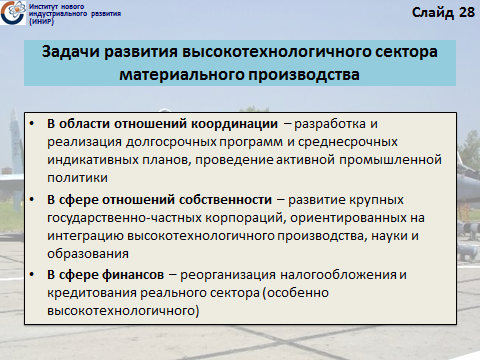 Институт нового
индустриального развития
(ИНИР)
Слайд 28
Задачи развития высокотехнологичного сектора
материального производства
• В области отношений координации – разработка и
реализация долгосрочных программ и среднесрочных
индикативных планов, проведение активной промышленной
политики
• В сфере отношений собственности – развитие крупных
государственно-частных корпораций, ориентированных на
интеграцию высокотехнологичного производства, науки и
образования
• В сфере финансов – реорганизация налогообложения и
кредитования реального сектора (особенно
высокотехнологичного)